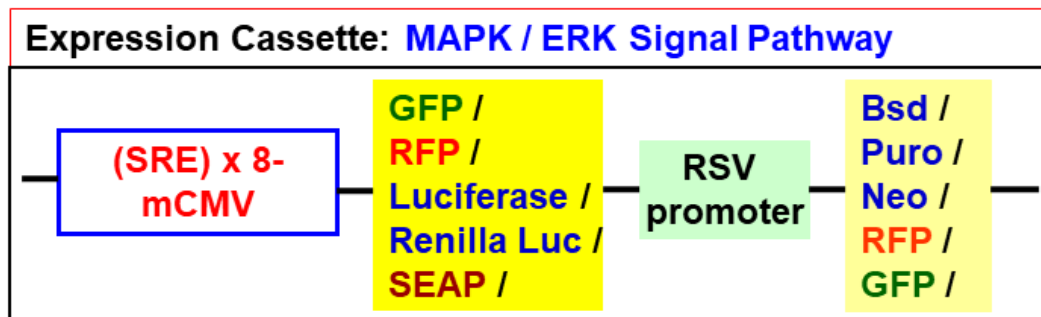 Expression Cassette: MAPK / ERK Signal Pathway
(SRE) x 8-
mCMV
GFP /
RFP /
Luciferase /
Renilla Luc /
SEAP /
RSV
promoter
Bsd /
Puro /
Neo /
RFP /
GFP /